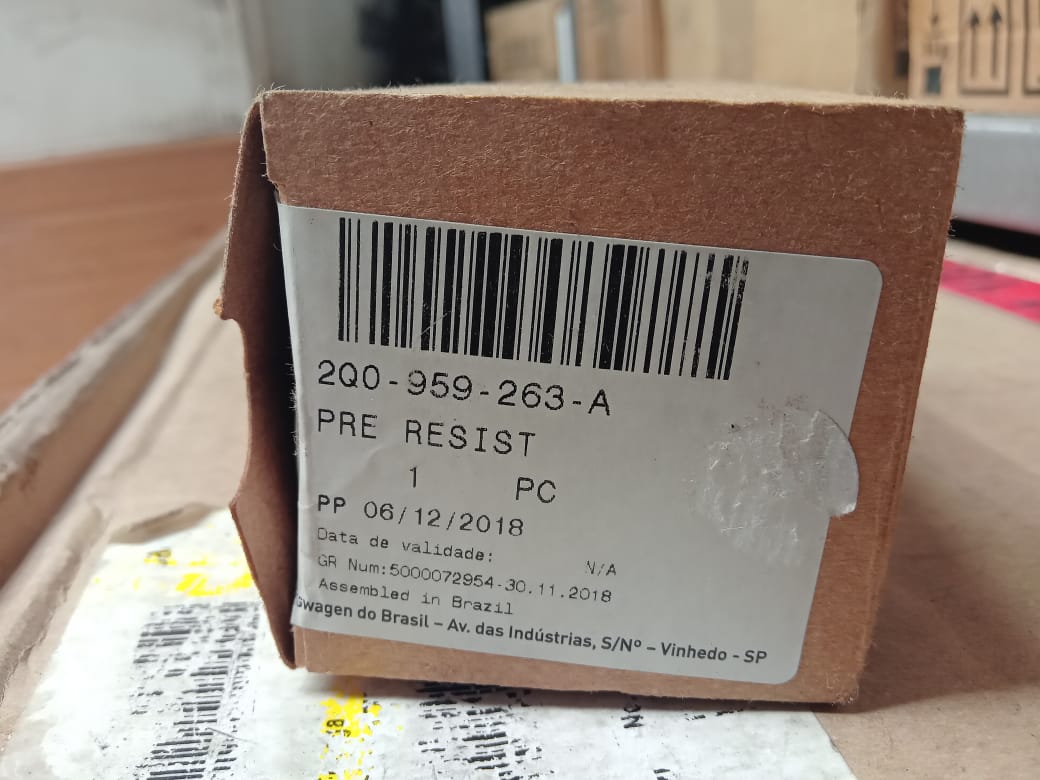 2Q0-959-263-A
PRE RESIST
1 PC
PP 06/12/2018
Data de validade: N/A
GR Num:5000072954-30.11.2018
Assembled in Brazil
swagen do Brasil – Av. das Indústrias, S/Nº – Vinhedo - SP